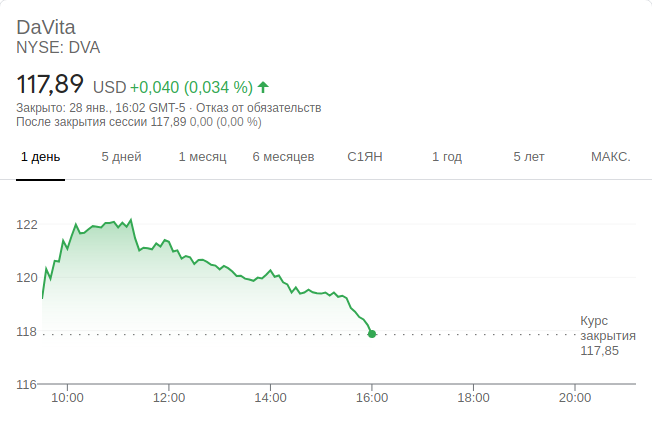 DaVita
NYSE: DVA
117,89 USD +0,040 (0,034 %)
Закрыто: 28 янв., 16:02 GMT-5 · Отказ от обязательств
После закрытия сессии 117,89 0,00 (0,00 %)
1 день 5 дней 1 месяц 6 месяцев С1ЯН 1 год 5 лет МАКС.
122
120
118
116
Курс
закрытия
117,85
10:00 12:00 14:00 16:00 18:00 20:00